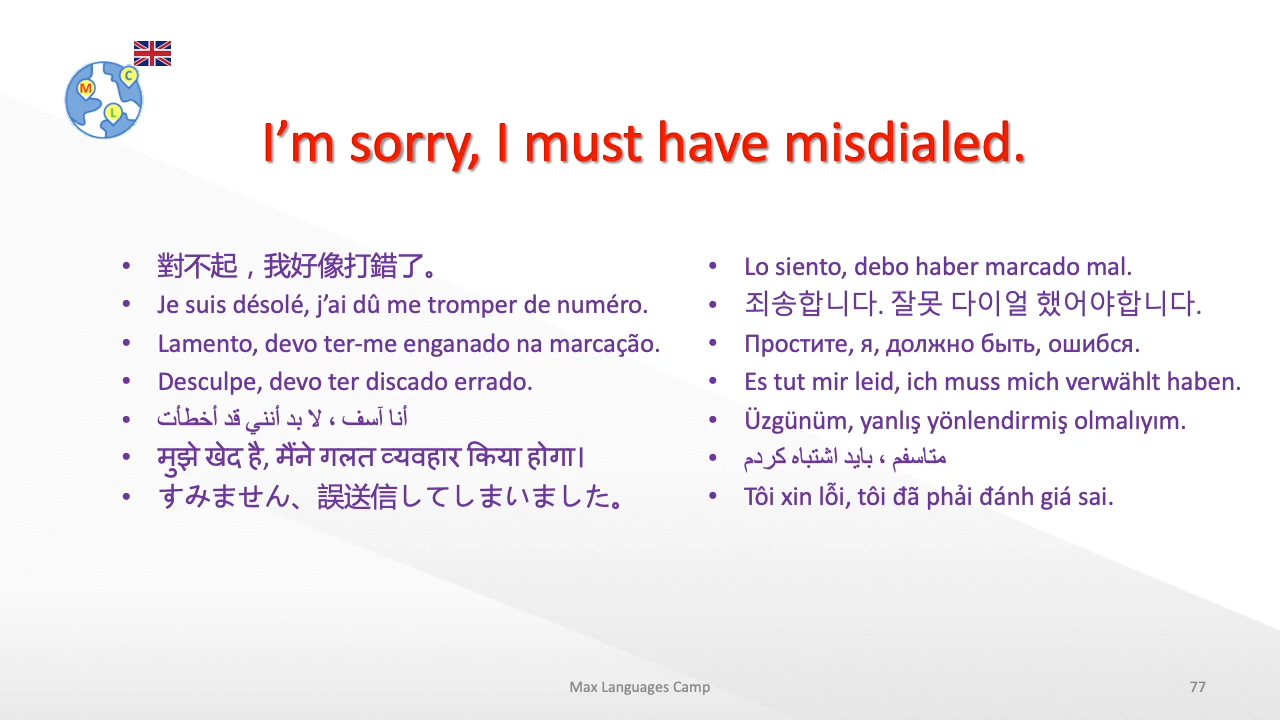 M
C
L
I’m sorry, I must have misdialed.
• 對不起，我好像打錯了。
• Je suis désolé, j’ai dû me tromper de numéro.
• Lamento, devo ter-me enganado na marcação.
• Desculpe, devo ter discado errado.
• أنا آسف ، لا بد أنني قد أخطأت
• मुझे खेद है, मैंने गलत व्यवहार किया होगा।
• すみません、誤送信してしまいました。
• Lo siento, debo haber marcado mal.
• 죄송합니다. 잘못 다이얼 했어야합니다.
• Простите, я, должно быть, ошибся.
• Es tut mir leid, ich muss mich verwählt haben.
• Üzgünüm, yanlış yönlendirmiş olmalıyım.
• متاسفم ، باید اشتباه کردم
• Tôi xin lỗi, tôi đã phải đánh giá sai.
Max Languages Camp
77